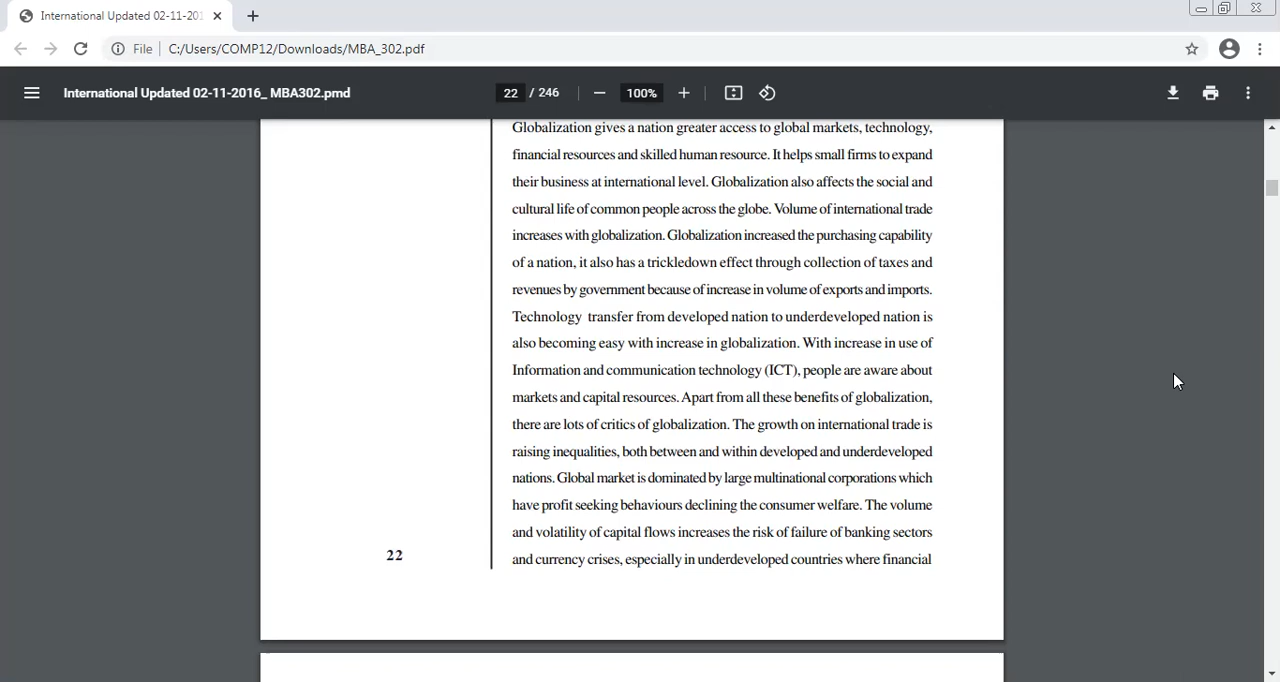 International Updated 02-11-201
File
C:/Users/COMP12/Downloads/MBA_302.pdf
International Updated 02-11-2016_ MBA302.pmd
22 / 246
100%
Globalization gives a nation greater access to global markets, technology,
financial resources and skilled human resource. It helps small firms to expand
their business at international level. Globalization also affects the social and
cultural life of common people across the globe. Volume of international trade
increases with globalization. Globalization increased the purchasing capability
of a nation, it also has a trickledown effect through collection of taxes and
revenues by government because of increase in volume of exports and imports.
Technology transfer from developed nation to underdeveloped nation is
also becoming easy with increase in globalization. With increase in use of
Information and communication technology (ICT), people are aware about
markets and capital resources. Apart from all these benefits of globalization,
there are lots of critics of globalization. The growth on international trade is
raising inequalities, both between and within developed and underdeveloped
nations. Global market is dominated by large multinational corporations which
have profit seeking behaviours declining the consumer welfare. The volume
and volatility of capital flows increases the risk of failure of banking sectors
22
and currency crises, especially in underdeveloped countries where financial